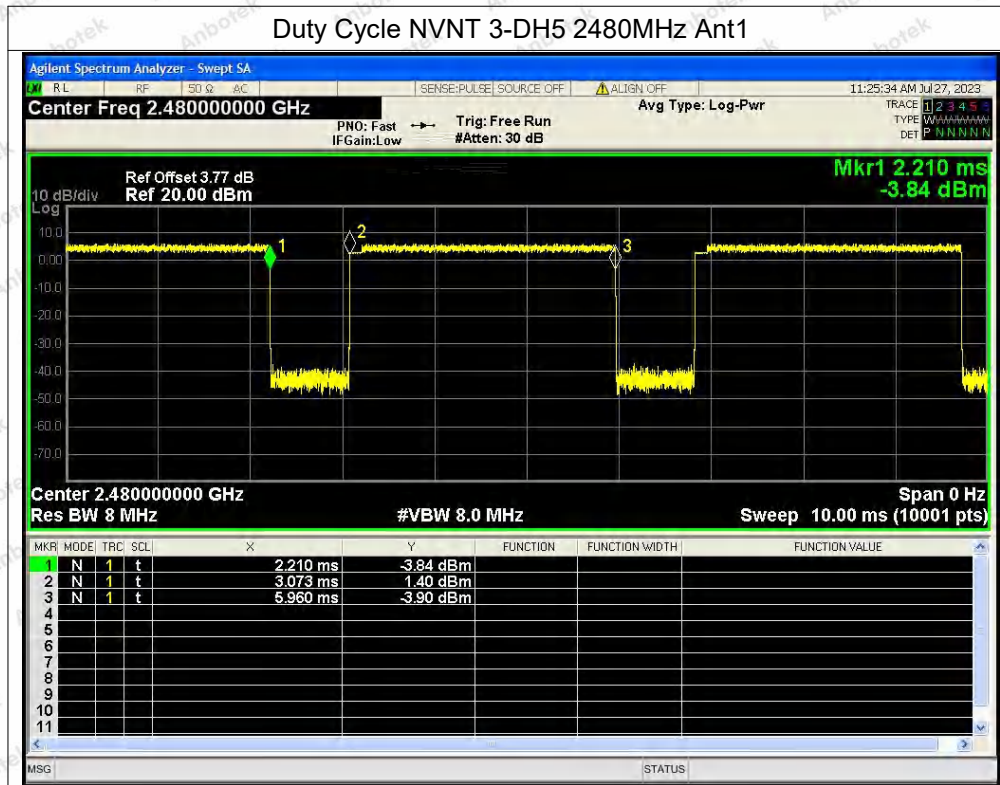 Duty Cycle NVNT 3-DH5 2480MHz Ant1
Agilent Spectrum Analyzer - Swept SA
LXI RL RF 50 Ω AC SENSE:PULSE SOURCE OFF ALIGN OFF 11:25:34 AM Jul 27, 2023
Center Freq 2.480000000 GHz
Avg Type: Log-Pwr
TRACE 1 2 3 4 5 6
PNO: Fast Trig: Free Run
TYPE WWWWWW
IFGain:Low #Atten: 30 dB
DET P N N N N N
Mkr1 2.210 ms
-3.84 dBm
Ref Offset 3.77 dB
10 dB/div Ref 20.00 dBm
Log
10.0
0.00
-10.0
-20.0
-30.0
-40.0
-50.0
-60.0
-70.0
1
2
3
Center 2.480000000 GHz Span 0 Hz
Res BW 8 MHz #VBW 8.0 MHz Sweep 10.00 ms (10001 pts)
MKR MODE TRC SCL X Y FUNCTION FUNCTION WIDTH FUNCTION VALUE
1 N 1 t 2.210 ms -3.84 dBm
2 N 1 t 3.073 ms 1.40 dBm
3 N 1 t 5.960 ms -3.90 dBm
4
5
6
7
8
9
10
11
MSG STATUS
Anbotek